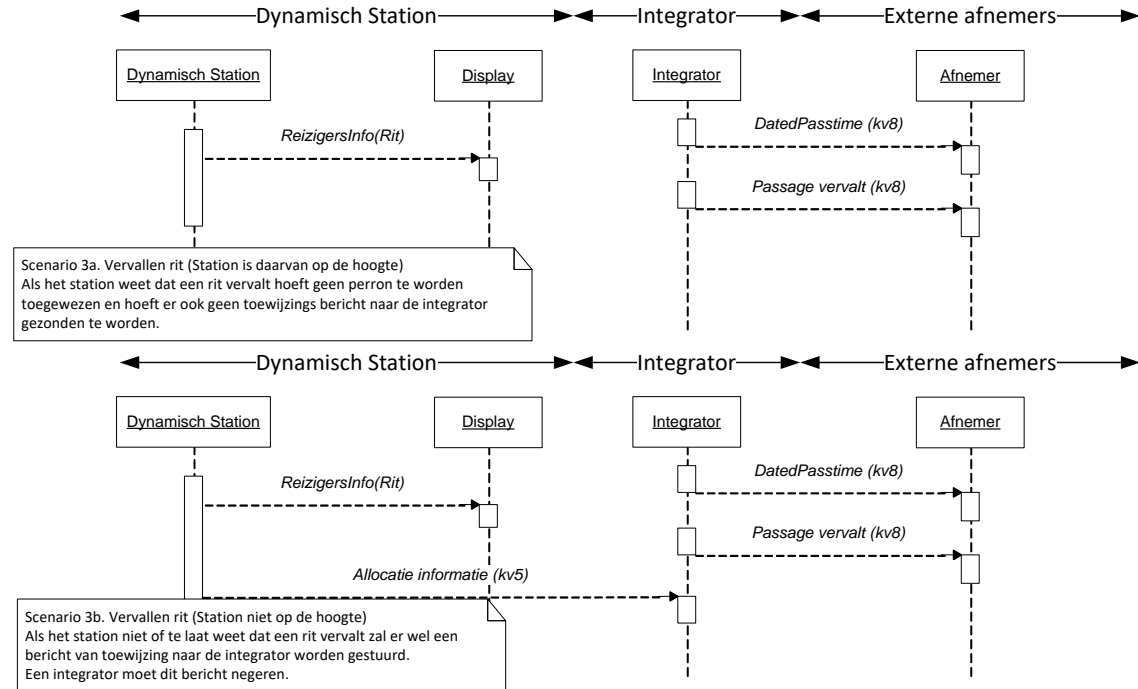 Dynamisch Station Integrator Externe afnemers
Dynamisch Station Display Integrator Afnemer
DatedPasstime (kv8)
ReizigersInfo(Rit)
Passage vervalt (kv8)
Scenario 3a. Vervallen rit (Station is daarvan op de hoogte)
Als het station weet dat een rit vervalt hoeft geen perron te worden
toegewezen en hoeft er ook geen toewijzings bericht naar de integrator
gezonden te worden.
Dynamisch Station Integrator Externe afnemers
Dynamisch Station Display Integrator Afnemer
DatedPasstime (kv8)
ReizigersInfo(Rit)
Passage vervalt (kv8)
Allocatie informatie (kv5)
Scenario 3b. Vervallen rit (Station niet op de hoogte)
Als het station niet of te laat weet dat een rit vervalt zal er wel een
bericht van toewijzing naar de integrator worden gestuurd.
Een integrator moet dit bericht negeren.